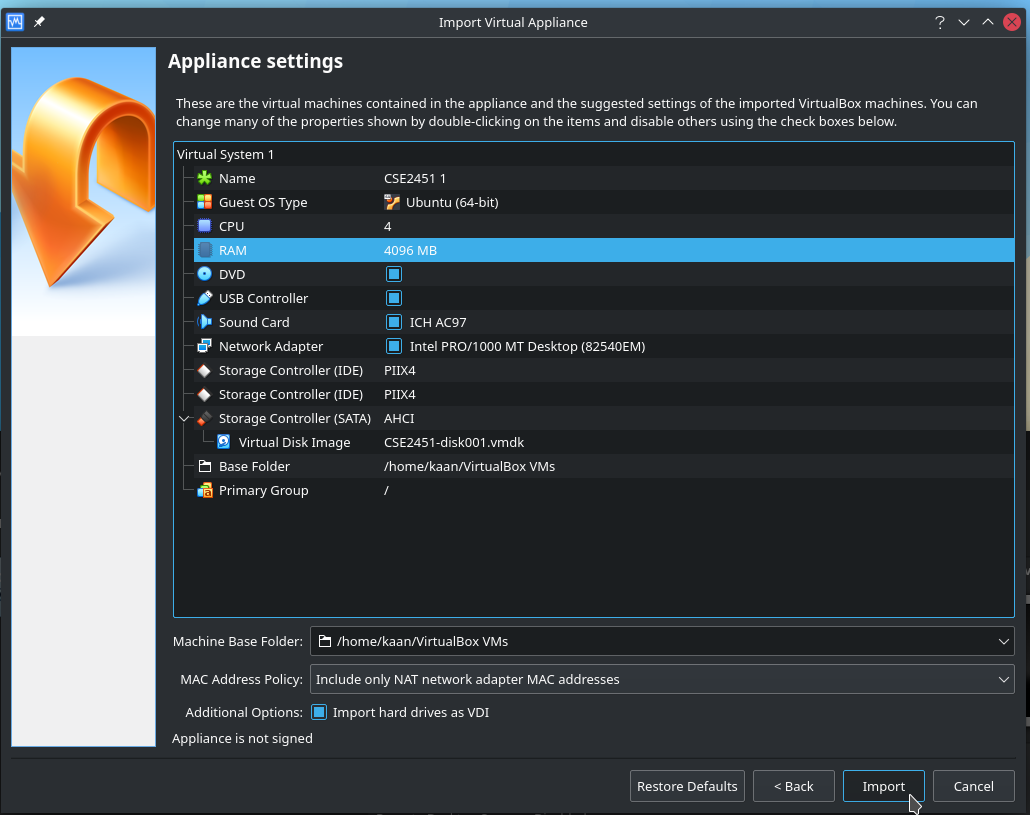 Import Virtual Appliance
Appliance settings
These are the virtual machines contained in the appliance and the suggested settings of the imported VirtualBox machines. You can
change many of the properties shown by double-clicking on the items and disable others using the check boxes below.
Virtual System 1
Name CSE2451 1
Guest OS Type Ubuntu (64-bit)
CPU 4
RAM 4096 MB
DVD
USB Controller
Sound Card ICH AC97
Network Adapter Intel PRO/1000 MT Desktop (82540EM)
Storage Controller (IDE) PIIX4
Storage Controller (IDE) PIIX4
Storage Controller (SATA) AHCI
Virtual Disk Image CSE2451-disk001.vmdk
Base Folder /home/kaan/VirtualBox VMs
Primary Group /
Machine Base Folder: /home/kaan/VirtualBox VMs
MAC Address Policy: Include only NAT network adapter MAC addresses
Additional Options: Import hard drives as VDI
Appliance is not signed
Restore Defaults < Back Import Cancel